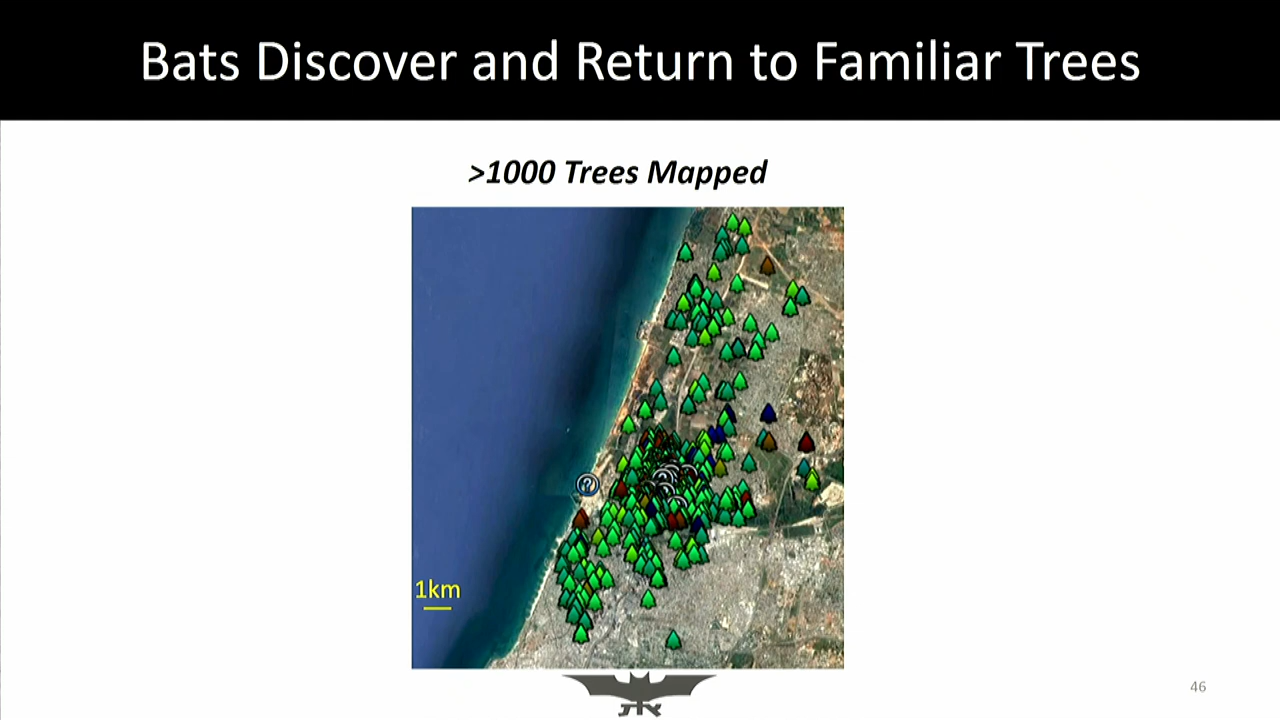 Bats Discover and Return to Familiar Trees
>1000 Trees Mapped
?
1km
46